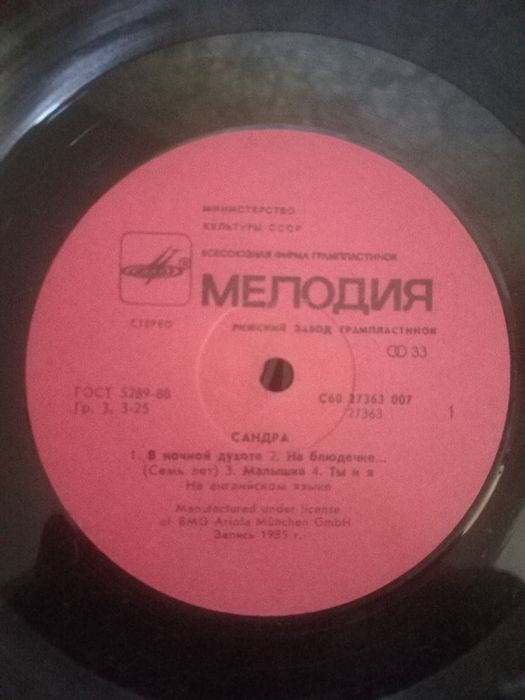 МИНИСТЕРСТВО
КУЛЬТУРЫ СССР
ВСЕСОЮЗНАЯ ФИРМА ГРАМПЛАСТИНОК
МЕЛОДИЯ
СТЕРЕО
РИЖСКИЙ ЗАВОД ГРАМПЛАСТИНОК
33
ГОСТ 5289-88
Гр. 3, 3-25
С60 27363 007
27363
1
САНДРА
1. В ночной духоте 2. На блюдечке...
(Семь лет) 3. Малышка 4. Ты и я
На английском языке
Manufactured under license
of BMG Ariola München GmbH
Запись 1985 г.